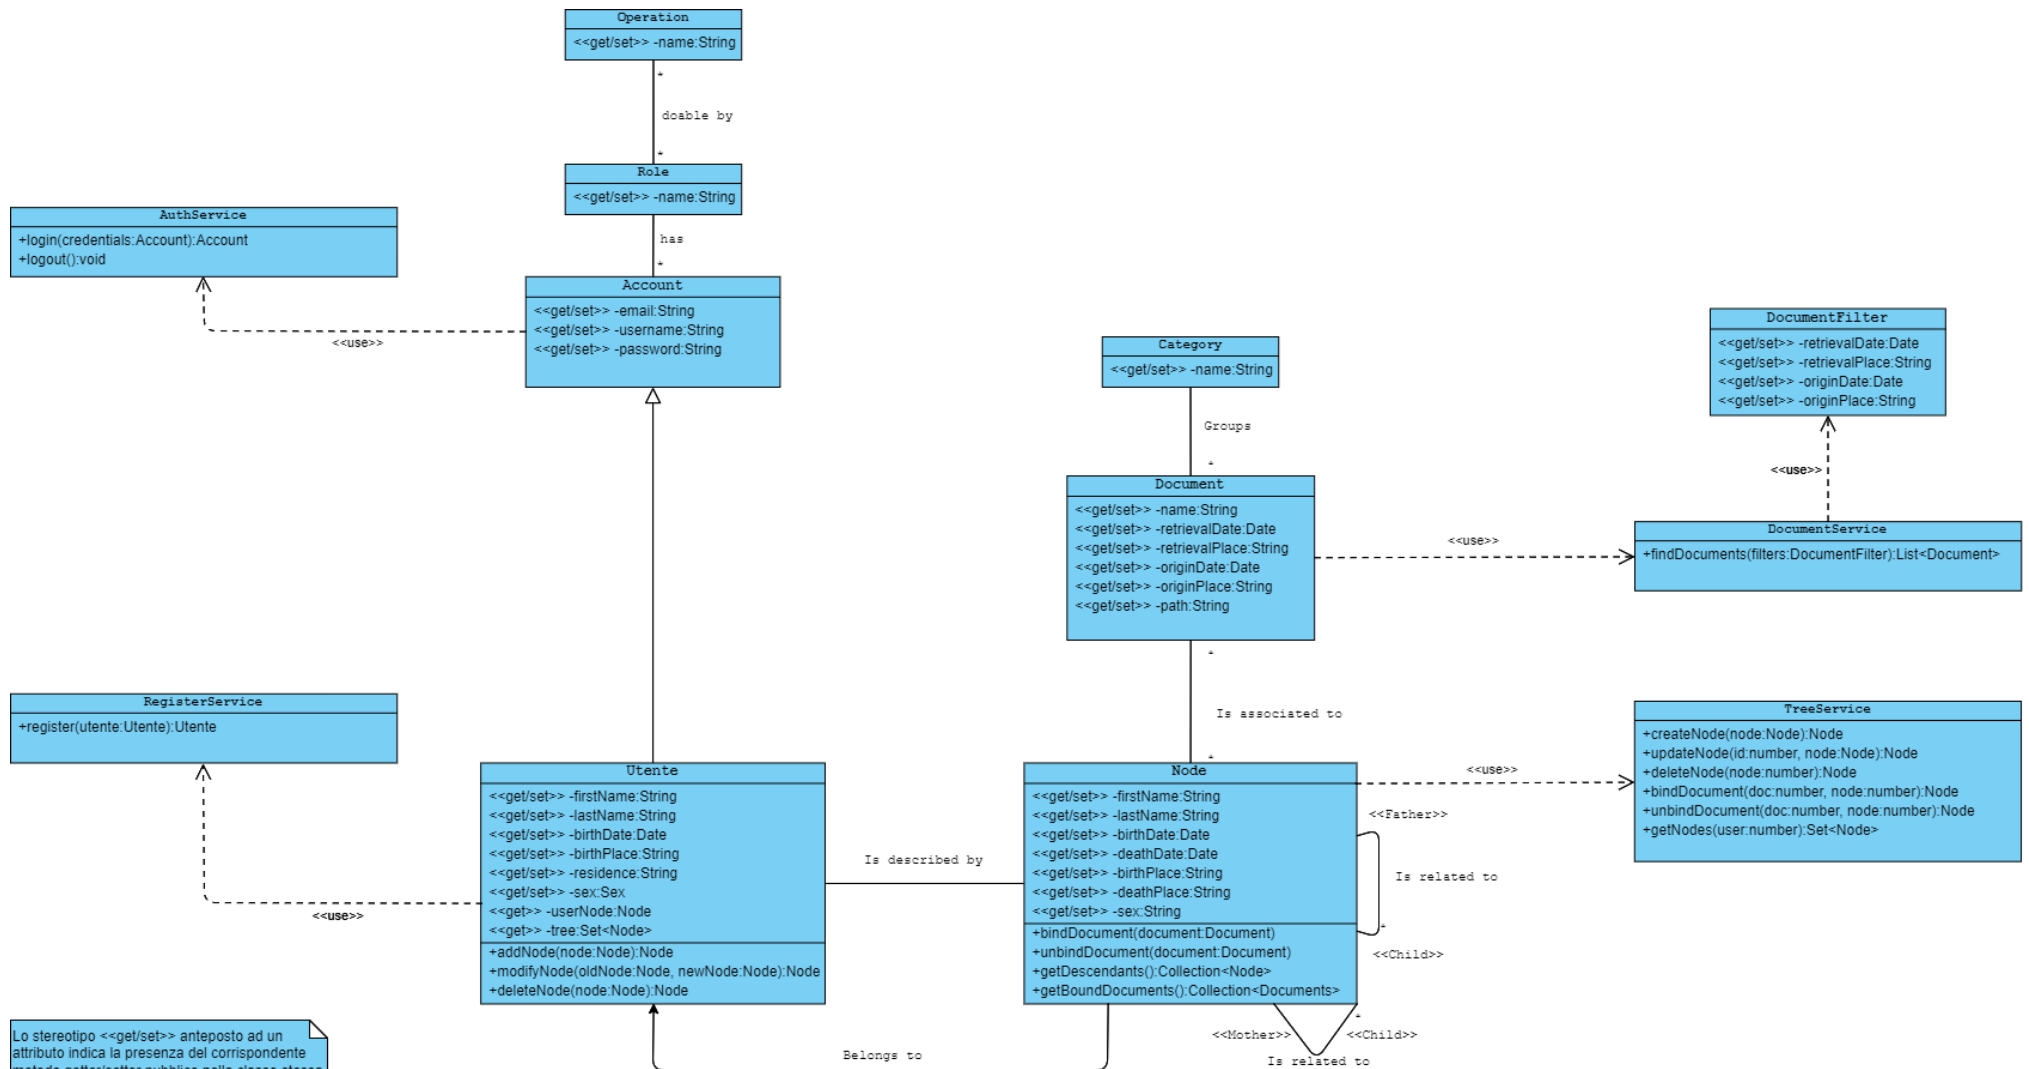 Operation
<<get/set>> -name:String
*
doable by
*
Role
<<get/set>> -name:String
has
*
AuthService
+login(credentials:Account):Account
+logout():void
<<use>>
Account
<<get/set>> -email:String
<<get/set>> -username:String
<<get/set>> -password:String
Category
<<get/set>> -name:String
Groups
*
DocumentFilter
<<get/set>> -retrievalDate:Date
<<get/set>> -retrievalPlace:String
<<get/set>> -originDate:Date
<<get/set>> -originPlace:String
<<use>>
Document
<<get/set>> -name:String
<<get/set>> -retrievalDate:Date
<<get/set>> -retrievalPlace:String
<<get/set>> -originDate:Date
<<get/set>> -originPlace:String
<<get/set>> -path:String
<<use>>
DocumentService
+findDocuments(filters:DocumentFilter):List<Document>
*
Is associated to
*
RegisterService
+register(utente:Utente):Utente
<<use>>
Utente
<<get/set>> -firstName:String
<<get/set>> -lastName:String
<<get/set>> -birthDate:Date
<<get/set>> -birthPlace:String
<<get/set>> -residence:String
<<get/set>> -sex:Sex
<<get>> -userNode:Node
<<get>> -tree:Set<Node>
+addNode(node:Node):Node
+modifyNode(oldNode:Node, newNode:Node):Node
+deleteNode(node:Node):Node
Is described by
Node
<<get/set>> -firstName:String
<<get/set>> -lastName:String
<<get/set>> -birthDate:Date
<<get/set>> -deathDate:Date
<<get/set>> -birthPlace:String
<<get/set>> -deathPlace:String
<<get/set>> -sex:String
+bindDocument(document:Document)
+unbindDocument(document:Document)
+getDescendants():Collection<Node>
+getBoundDocuments():Collection<Documents>
<<use>>
TreeService
+createNode(node:Node):Node
+updateNode(id:number, node:Node):Node
+deleteNode(node:number):Node
+bindDocument(doc:number, node:number):Node
+unbindDocument(doc:number, node:number):Node
+getNodes(user:number):Set<Node>
<<Father>>
Is related to
*
<<Child>>
*
<<Mother>>
<<Child>>
Is related to
Belongs to
Lo stereotipo <<get/set>> anteposto ad un
attributo indica la presenza del corrispondente